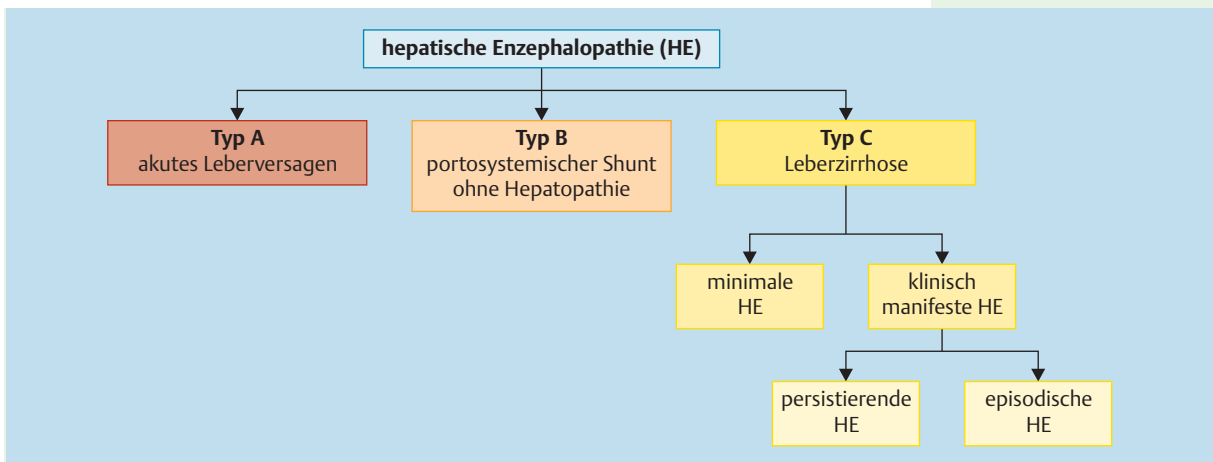 hepatische Enzephalopathie (HE)
Typ A
akutes Leberversagen
Typ B
portosystemischer Shunt
ohne Hepatopathie
Typ C
Leberzirrhose
minimale
HE
klinisch
manifeste HE
persistierende
HE
episodische
HE